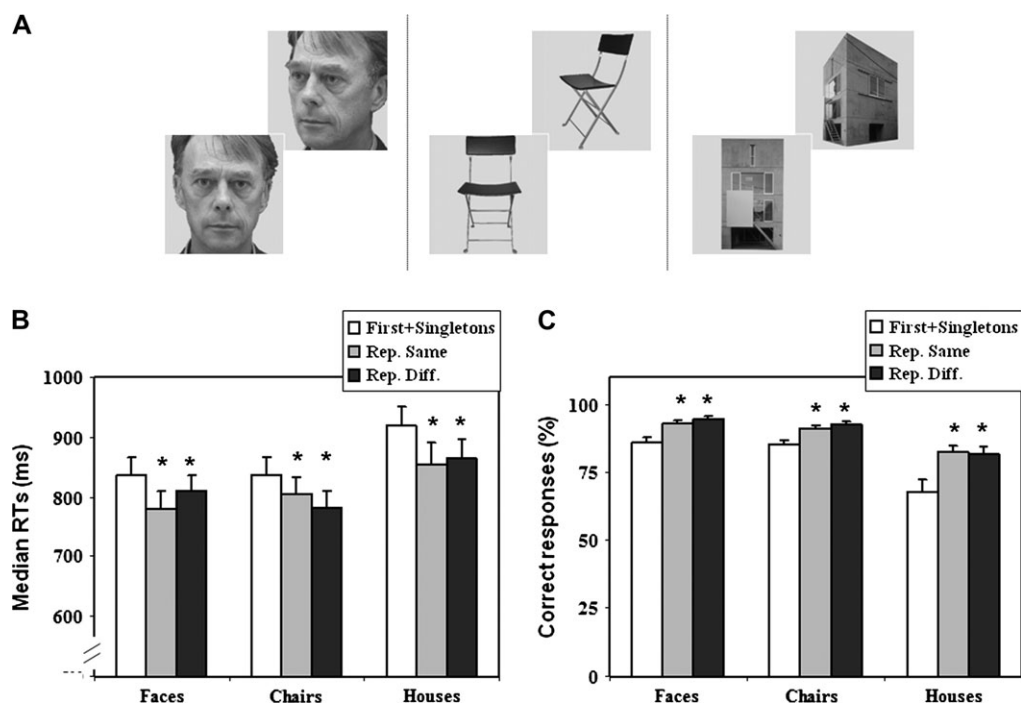 A
B
First+Singletons
Rep. Same
Rep. Diff.
1000
900
800
700
600
Median RTs (ms)
* * * * * *
Faces Chairs Houses
C
First+Singletons
Rep. Same
Rep. Diff.
100
75
50
25
0
Correct responses (%)
* * * * * *
Faces Chairs Houses